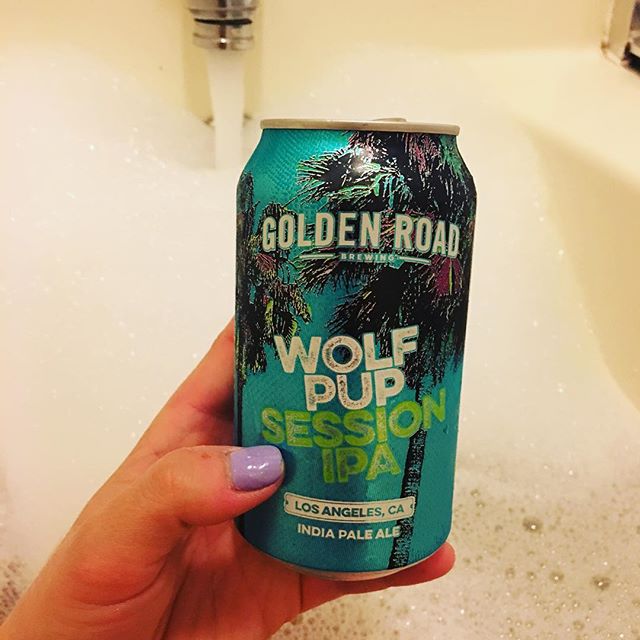 GOLDEN ROAD
BREWING
WOLF
PUP
SESSION
IPA
LOS ANGELES, CA
INDIA PALE ALE